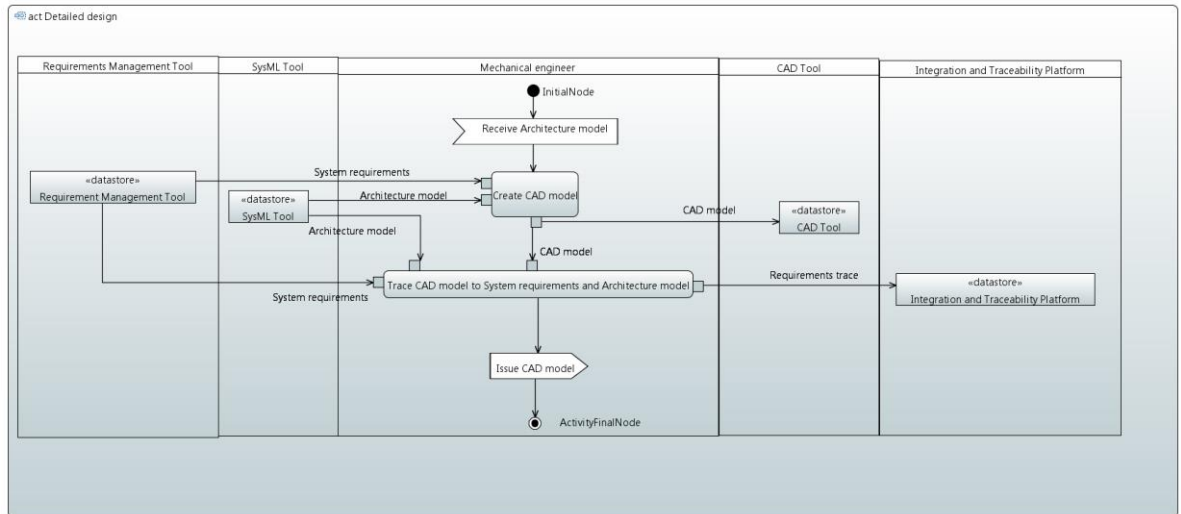 act Detailed design
Requirements Management Tool
SysML Tool
Mechanical engineer
CAD Tool
Integration and Traceability Platform
InitialNode
Receive Architecture model
System requirements
«datastore»
Requirement Management Tool
«datastore»
SysML Tool
Architecture model
Create CAD model
CAD model
«datastore»
CAD Tool
Architecture model
CAD model
System requirements
Trace CAD model to System requirements and Architecture model
Requirements trace
«datastore»
Integration and Traceability Platform
Issue CAD model
ActivityFinalNode